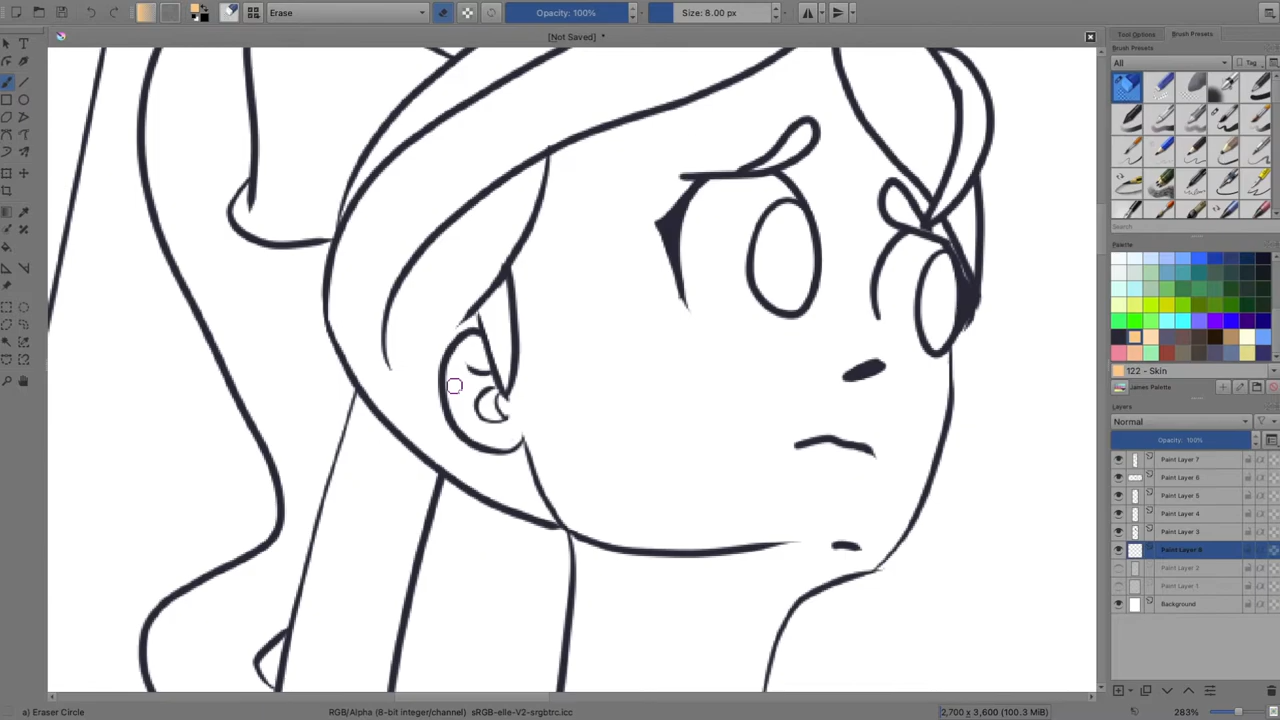 Erase
Opacity: 100%
Size: 8.00 px
[Not Saved] *
Tool Options
Brush Presets
Brush Presets
All
Tag
Search
Palette
122 - Skin
James Palette
Layers
Normal
Opacity: 100%
Paint Layer 7
Paint Layer 6
Paint Layer 5
Paint Layer 4
Paint Layer 3
Paint Layer 8
Paint Layer 2
Paint Layer 1
Background
a) Eraser Circle
RGB/Alpha (8-bit integer/channel) sRGB-elle-V2-srgbtrc.icc
2,700 x 3,600 (100.3 MiB)
283%